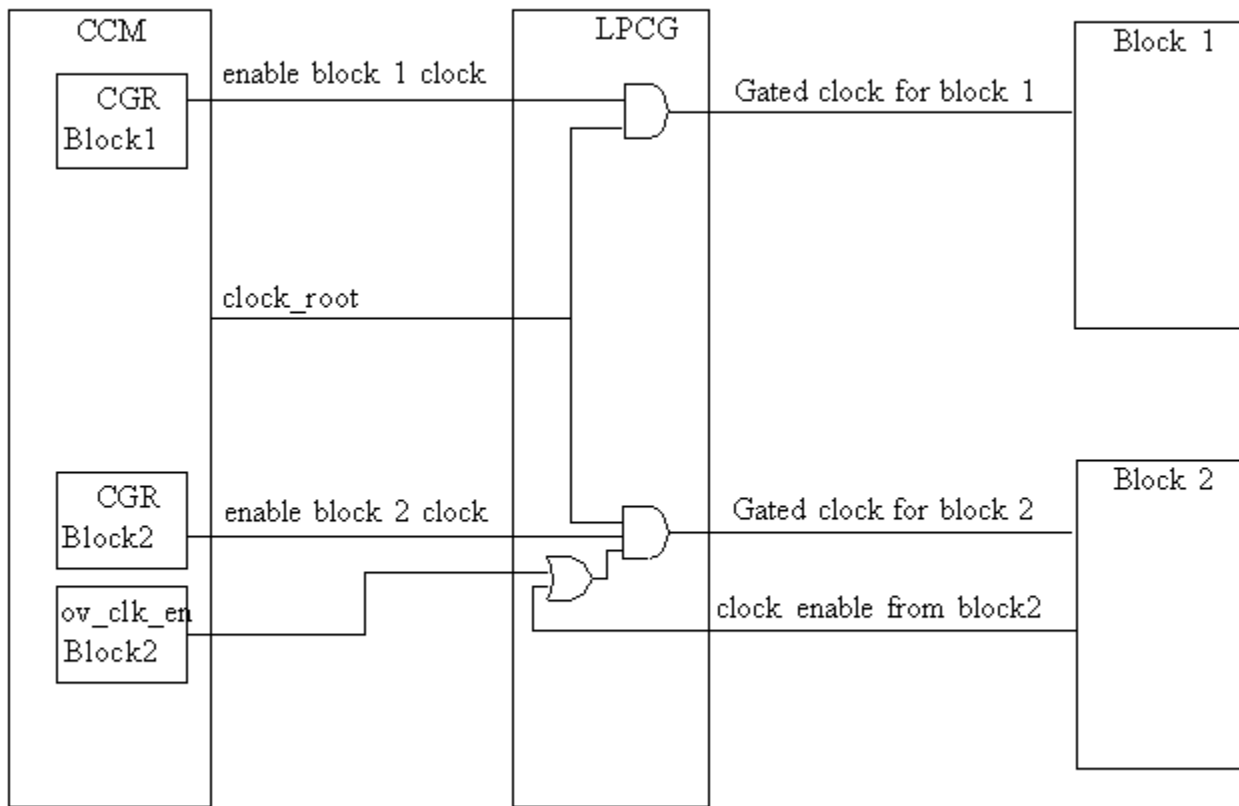 CCM
LPCG
Block 1
CGR
Block1
enable block 1 clock
Gated clock for block 1
clock_root
CGR
Block2
enable block 2 clock
Gated clock for block 2
Block 2
ov_clk_en
Block2
clock enable from block2